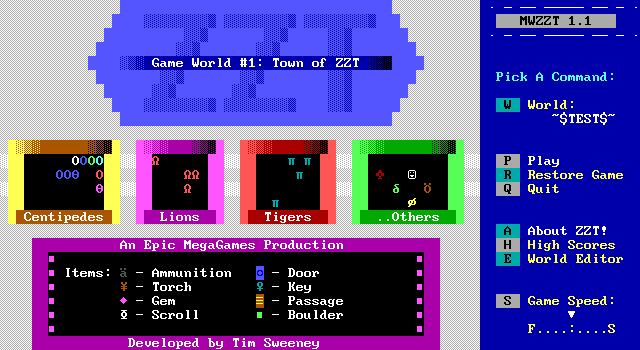 MWZZT 1.1
Game World #1: Town of ZZT
Pick A Command:
W World:
~$TEST$~
P Play
R Restore Game
Q Quit
A About ZZT!
H High Scores
E World Editor
S Game Speed:
F....:....S
Centipedes
Lions
Tigers
..Others
An Epic MegaGames Production
Items: ä - Ammunition
¥ - Torch
♦ - Gem
- Scroll
- Door
♀ - Key
- Passage
■ - Boulder
Developed by Tim Sweeney